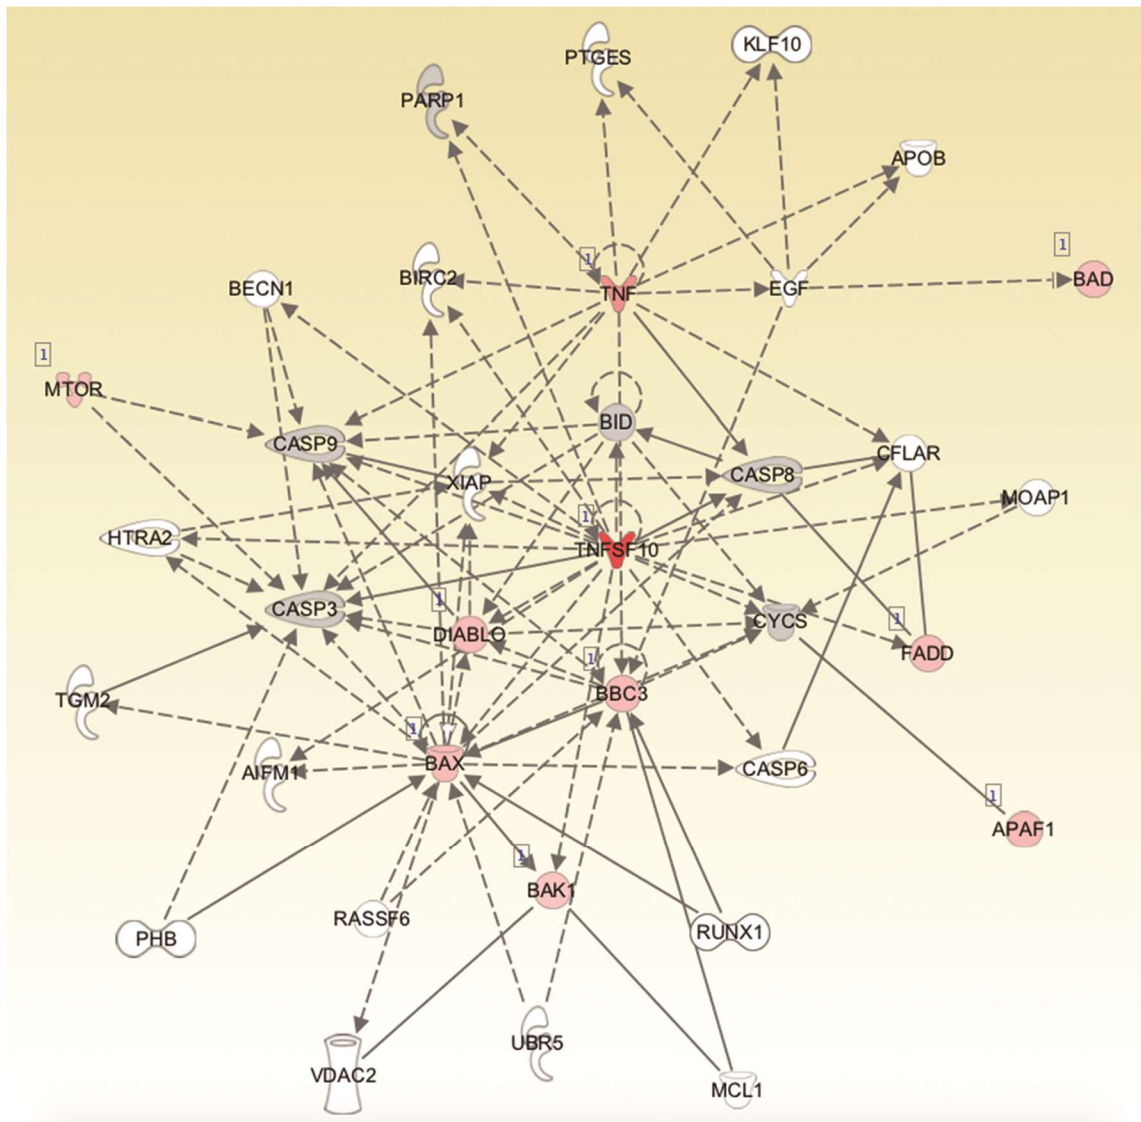 KLF10
PTGES
PARP1
APOB
1
1
BIRC2
BAD
BECN1
TNF
EGF
1
MTOR
BID
CASP9
CFLAR
CASP8
XIAP
MOAP1
1
HTRA2
TNFSF10
1
CASP3
1
CYCS
DIABLO
FADD
1
BBC3
TGM2
1
BAX
AIFM1
CASP6
1
APAF1
1
BAK1
RASSF6
RUNX1
PHB
UBR5
VDAC2
MCL1